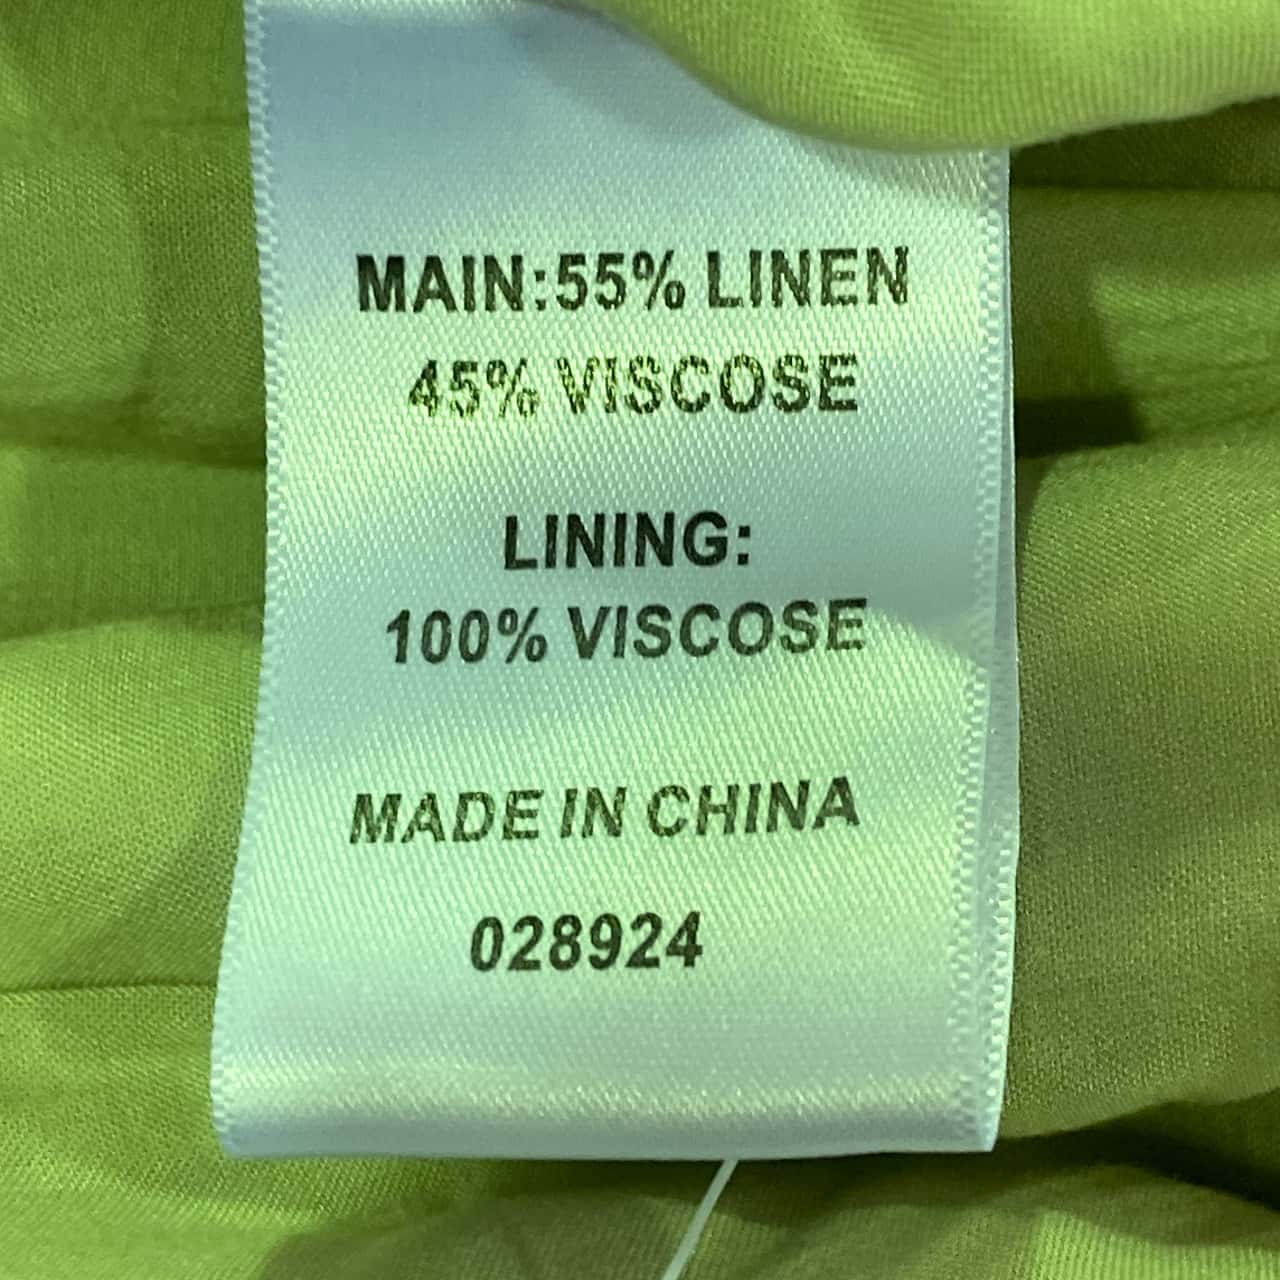 MAIN:55% LINEN
45% VISCOSE
LINING:
100% VISCOSE
MADE IN CHINA
028924